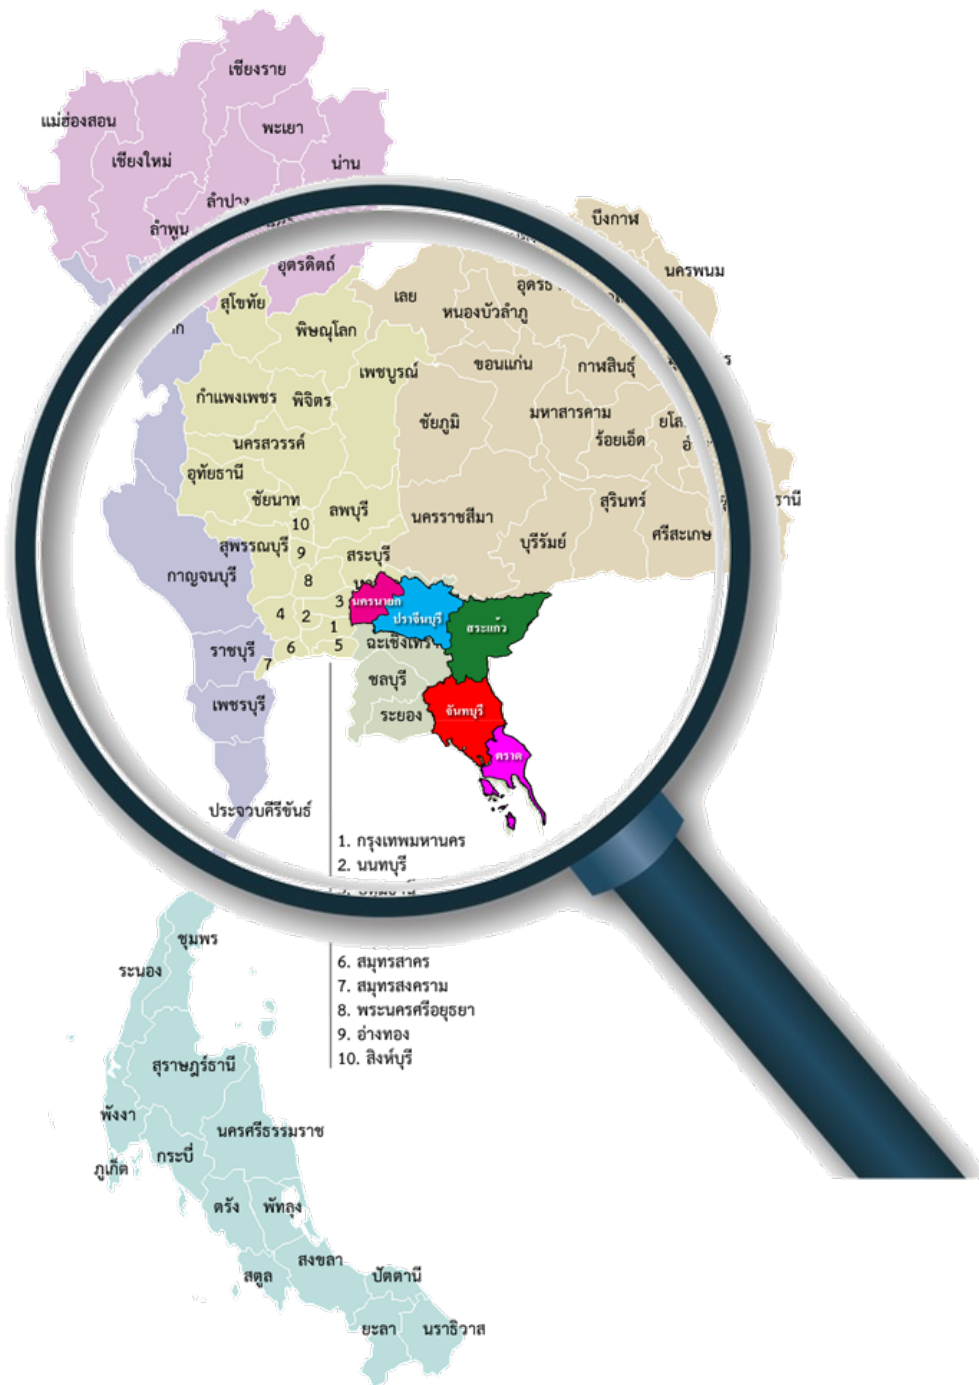 เชียงราย
แม่ฮ่องสอน
พะเยา
เชียงใหม่
น่าน
ลำปาง
ลำพูน
บึงกาฬ
นครพนม
อุตรดิตถ์
สุโขทัย
เลย
หนองบัวลำภู
พิษณุโลก
ขอนแก่น
กาฬสินธุ์
เพชบูรณ์
กำแพงเพชร
พิจิตร
มหาสารคาม
ชัยภูมิ
ร้อยเอ็ด
นครสวรรค์
อุทัยธานี
ชัยนาท
ลพบุรี
สุรินทร์
นครราชสีมา
10
ศรีสะเกษ
บุรีรัมย์
สุพรรณบุรี
9
สระบุรี
กาญจนบุรี
8
นครนายก
3
ปราจีนบุรี
สระแก้ว
4
2
1
ฉะเชิงเทรา
5
6
ราชบุรี
7
ชลบุรี
เพชรบุรี
ระยอง
จันทบุรี
ตราด
ประจวบคีรีขันธ์
1. กรุงเทพมหานคร
2. นนทบุรี
6. สมุทรสาคร
7. สมุทรสงคราม
8. พระนครศรีอยุธยา
9. อ่างทอง
10. สิงห์บุรี
ชุมพร
ระนอง
สุราษฎร์ธานี
พังงา
นครศรีธรรมราช
กระบี่
ภูเก็ต
ตรัง
พัทลุง
สงขลา
สตูล
ปัตตานี
ยะลา
นราธิวาส